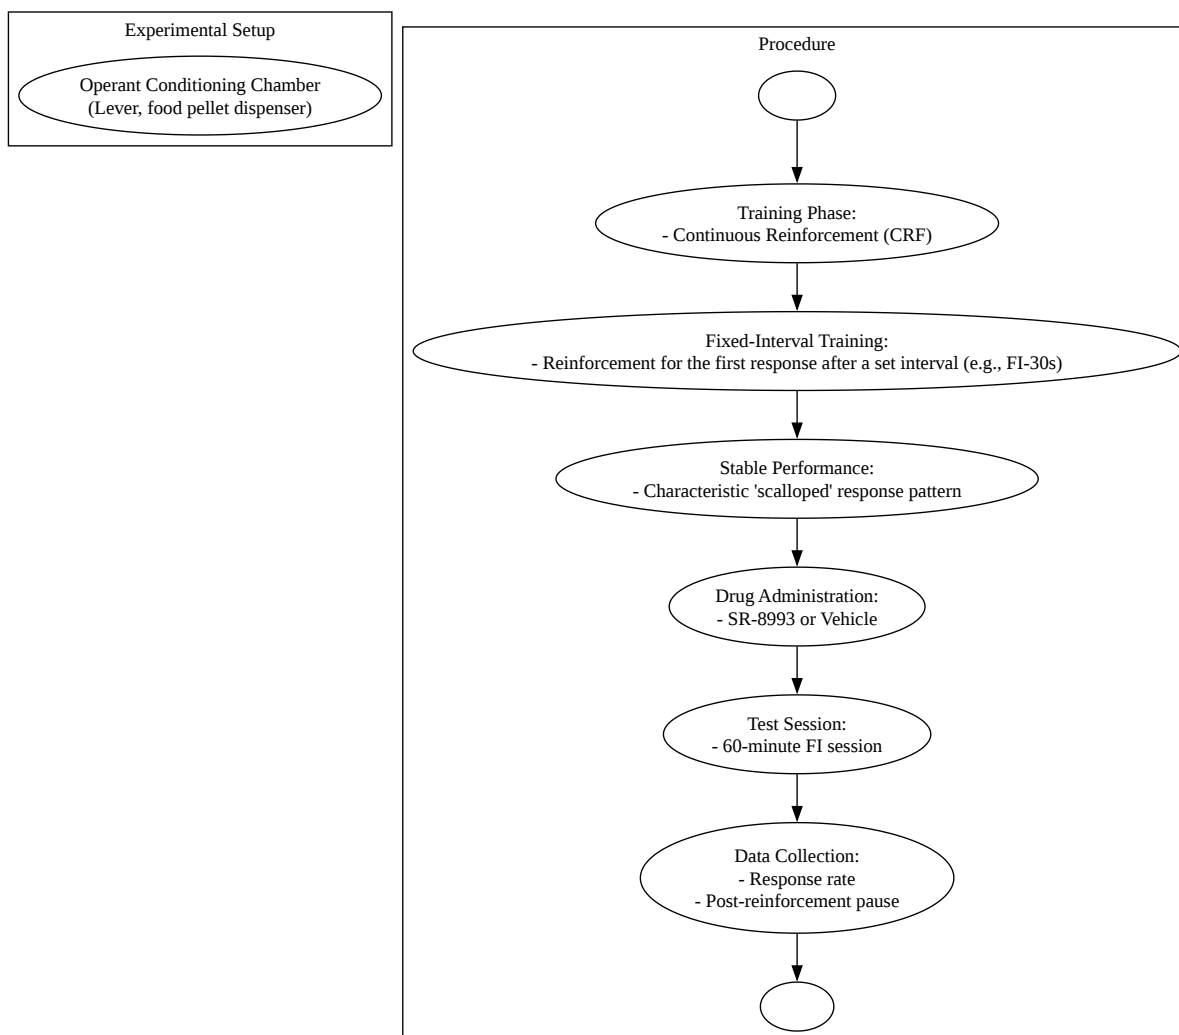 Experimental Setup
Operant Conditioning Chamber
(Lever, food pellet dispenser)
Procedure
Training Phase:
- Continuous Reinforcement (CRF)
Fixed-Interval Training:
- Reinforcement for the first response after a set interval (e.g., FI-30s)
Stable Performance:
- Characteristic 'scalloped' response pattern
Drug Administration:
- SR-8993 or Vehicle
Test Session:
- 60-minute FI session
Data Collection:
- Response rate
- Post-reinforcement pause